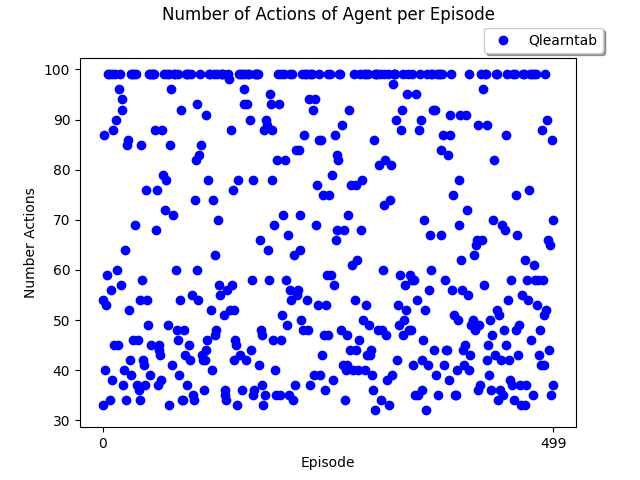 Number of Actions of Agent per Episode
Qlearntab
100
90
80
70
60
50
40
30
Number Actions
0
499
Episode